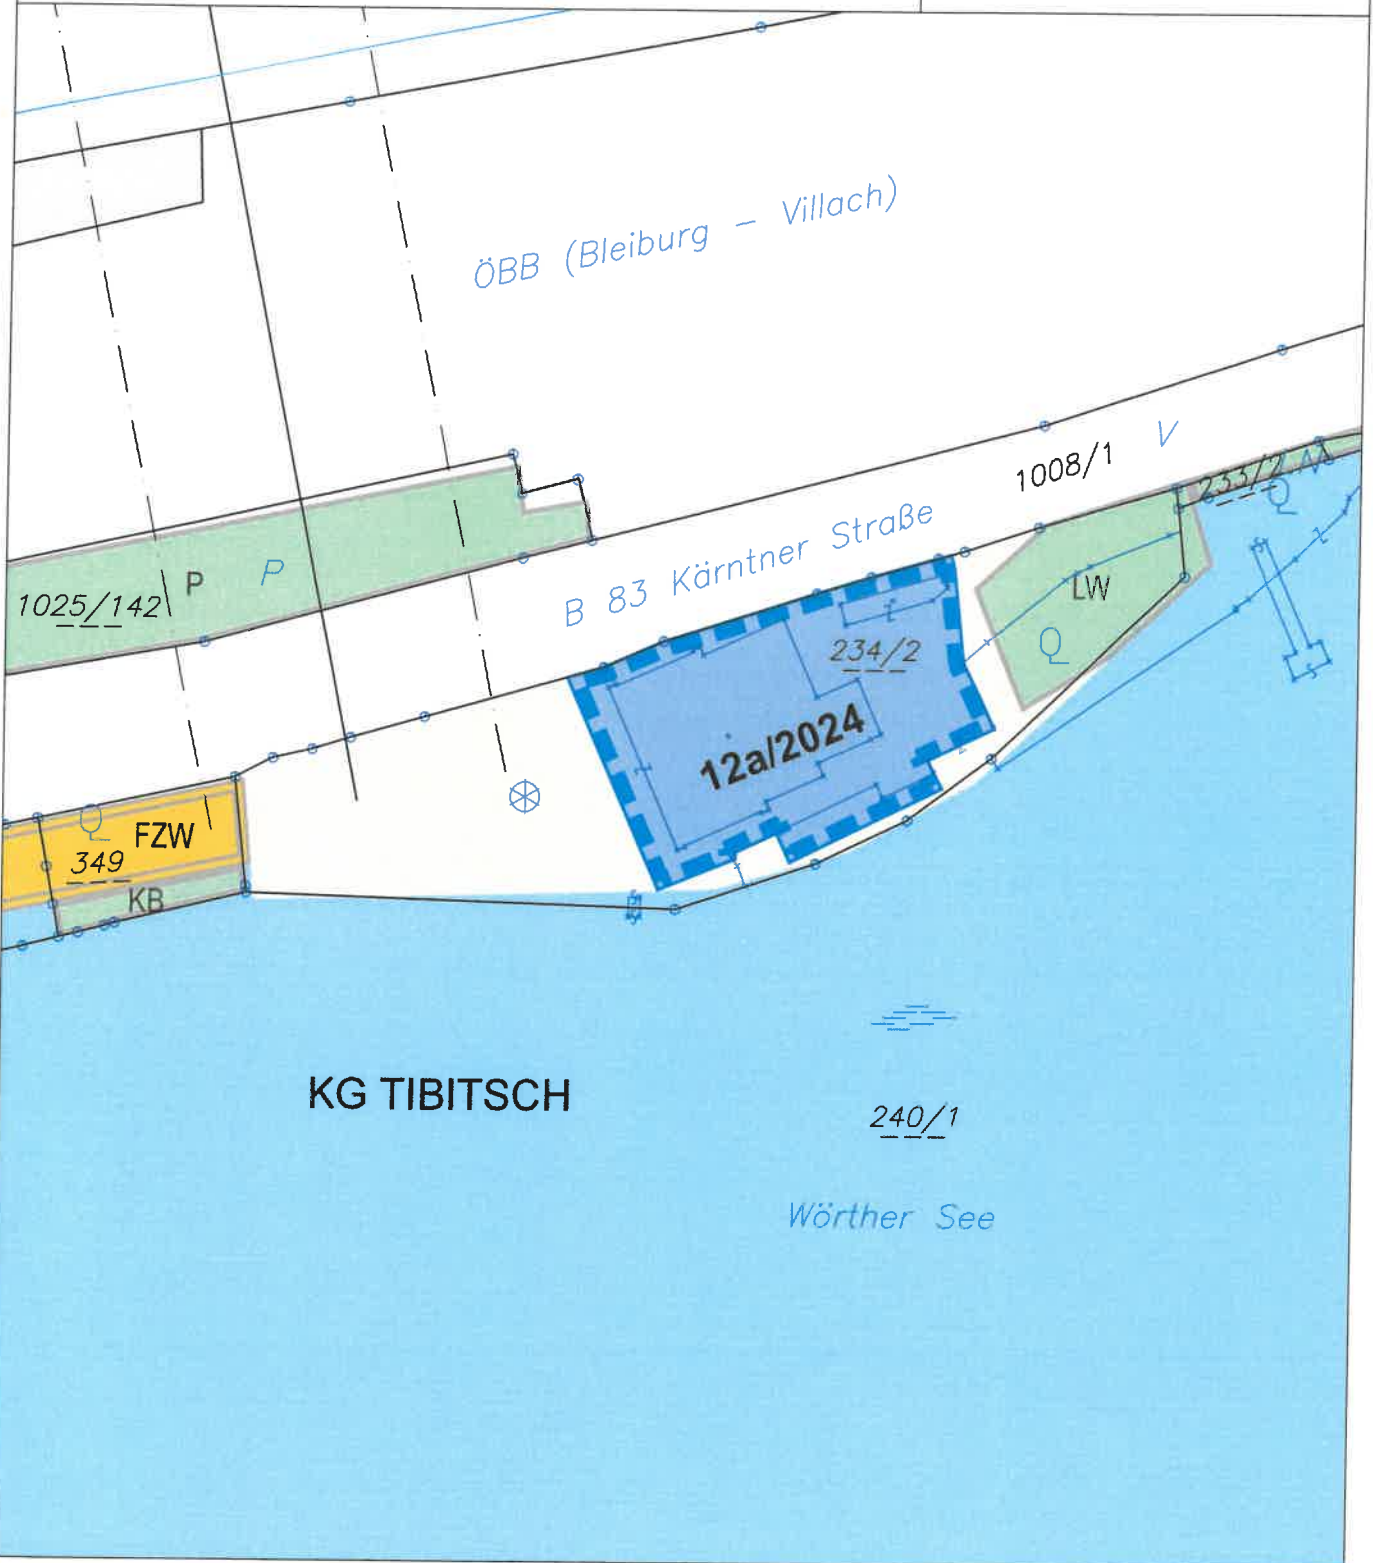 ÖBB (Bleiburg – Villach)
1008/1 V
233/2
Q
B 83 Kärntner Straße
P P
1025/142
LW
Q
234/2
12a/2024
Q
FZW
349
KB
KG TIBITSCH
240/1
Wörther See